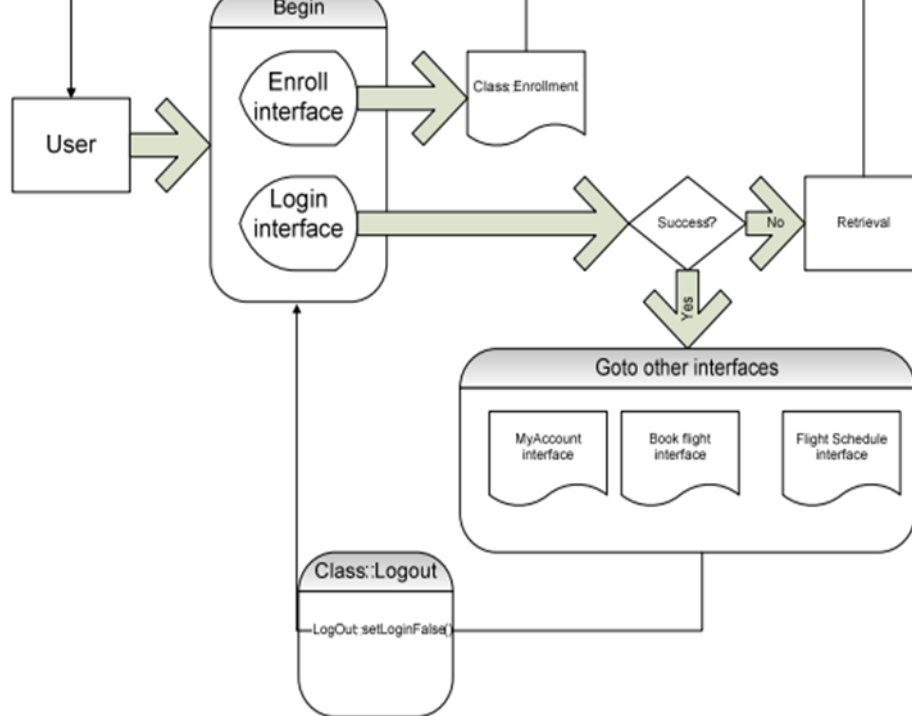 Begin
Enroll
interface
Class::Enrollment
User
Login
interface
Success?
No
Retrieval
Yes
Goto other interfaces
MyAccount
interface
Book flight
interface
Flight Schedule
interface
Class::Logout
LogOut::setLoginFalse()